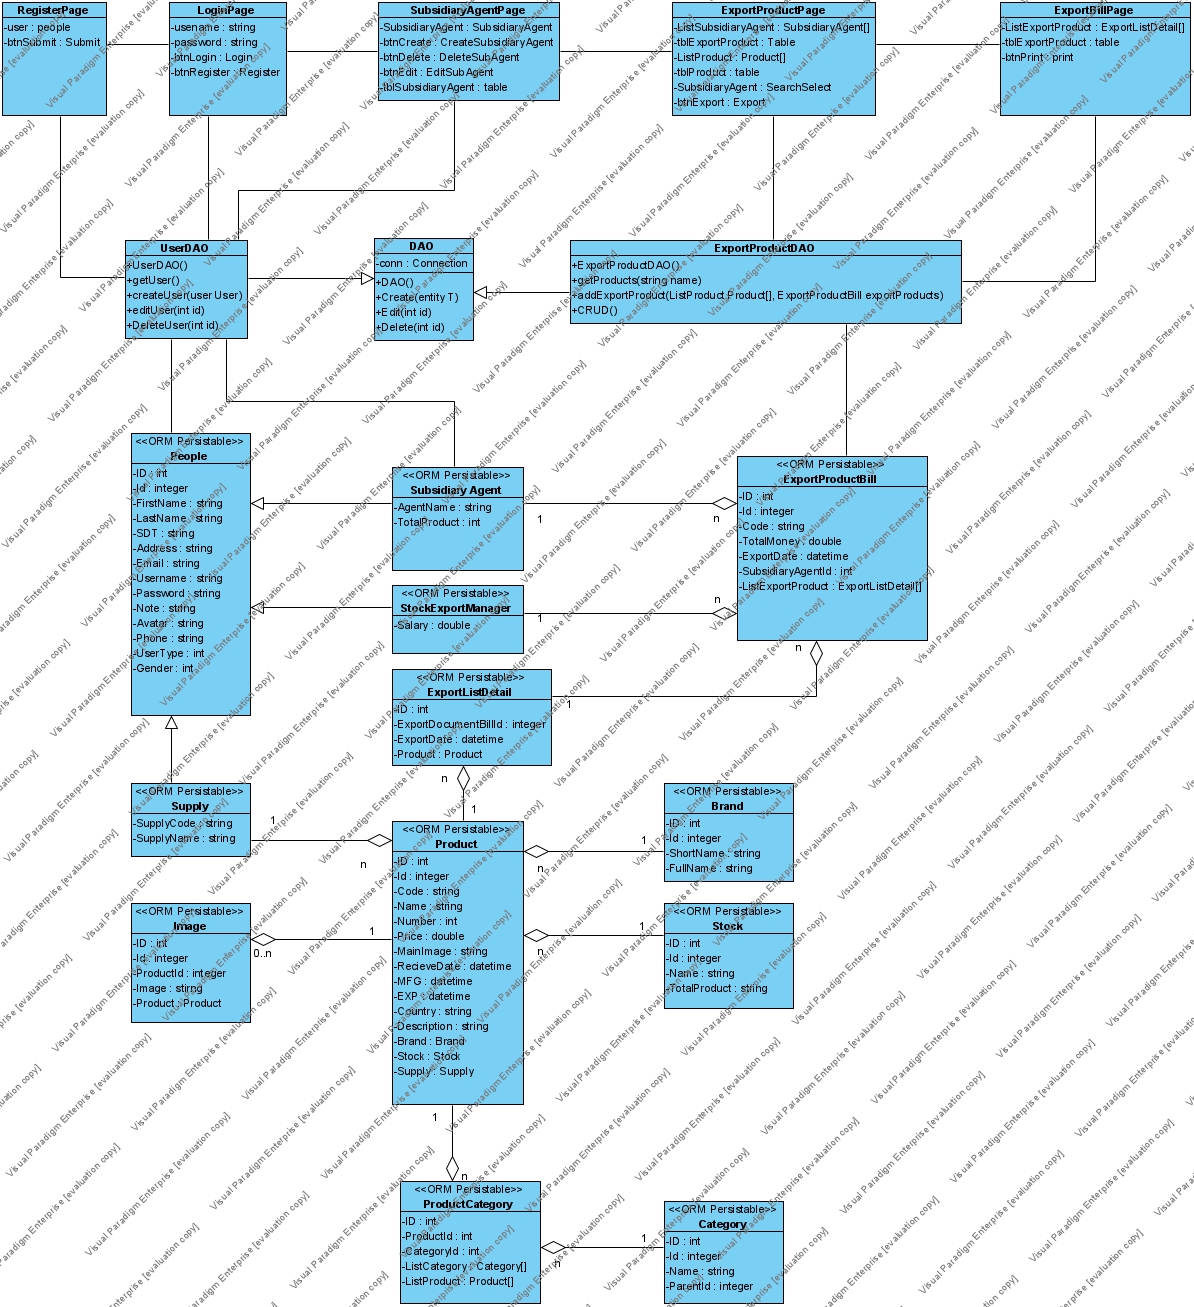 RegisterPage
-user : people
-btnSubmit : Submit
LoginPage
-usename : string
-password : string
-btnLogin : Login
-btnRegister : Register
SubsidiaryAgentPage
-SubsidiaryAgent : SubsidiaryAgent
-btnCreate : CreateSubsidiaryAgent
-btnDelete : DeleteSubAgent
-btnEdit : EditSubAgent
-tblSubsidiaryAgent : table
ExportProductPage
-ListSubsidiaryAgent : SubsidiaryAgent[]
-tblExportProduct : Table
-ListProduct : Product[]
-tblProduct : table
-SubsidiaryAgent : SearchSelect
-btnExport : Export
ExportBillPage
-ListExportProduct : ExportListDetail[]
-tblExportProduct : table
-btnPrint : print
UserDAO
+UserDAO()
+getUser()
+createUser(user User)
+editUser(int id)
+DeleteUser(int id)
DAO
-conn : Connection
+DAO()
+Create(entity T)
+Edit(int id)
+Delete(int id)
ExportProductDAO
+ExportProductDAO()
+getProducts(string name)
+addExportProduct(ListProduct Product[], ExportProductBill exportProducts)
+CRUD()
<<ORM Persistable>>
People
-ID : int
-Id : integer
-FirstName : string
-LastName : string
-SDT : string
-Address : string
-Email : string
-Username : string
-Password : string
-Note : string
-Avatar : string
-Phone : string
-UserType : int
-Gender : int
<<ORM Persistable>>
Subsidiary Agent
-AgentName : string
-TotalProduct : int
1
n
<<ORM Persistable>>
ExportProductBill
-ID : int
-Id : integer
-Code : string
-TotalMoney : double
-ExportDate : datetime
-SubsidiaryAgentId : int
-ListExportProduct : ExportListDetail[]
<<ORM Persistable>>
StockExportManager
-Salary : double
1
n
n
<<ORM Persistable>>
ExportListDetail
-ID : int
-ExportDocumentBillId : integer
-ExportDate : datetime
-Product : Product
1
n
1
<<ORM Persistable>>
Supply
-SupplyCode : string
-SupplyName : string
1
n
<<ORM Persistable>>
Product
-ID : int
-Id : integer
-Code : string
-Name : string
-Number : int
-Price : double
-MainImage : string
-RecieveDate : datetime
-MFG : datetime
-EXP : datetime
-Country : string
-Description : string
-Brand : Brand
-Stock : Stock
-Supply : Supply
<<ORM Persistable>>
Brand
-ID : int
-Id : integer
-ShortName : string
-FullName : string
1
n
<<ORM Persistable>>
Image
-ID : int
-Id : integer
-ProductId : integer
-Image : stirng
-Product : Product
0..n
1
<<ORM Persistable>>
Stock
-ID : int
-Id : integer
-Name : string
-TotalProduct : string
1
n
1
n
<<ORM Persistable>>
ProductCategory
-ID : int
-ProductId : int
-CategoryId : int
-ListCategory : Category[]
-ListProduct : Product[]
<<ORM Persistable>>
Category
-ID : int
-Id : integer
-Name : string
-ParentId : integer
1
n
Visual Paradigm Enterprise [evaluation copy]